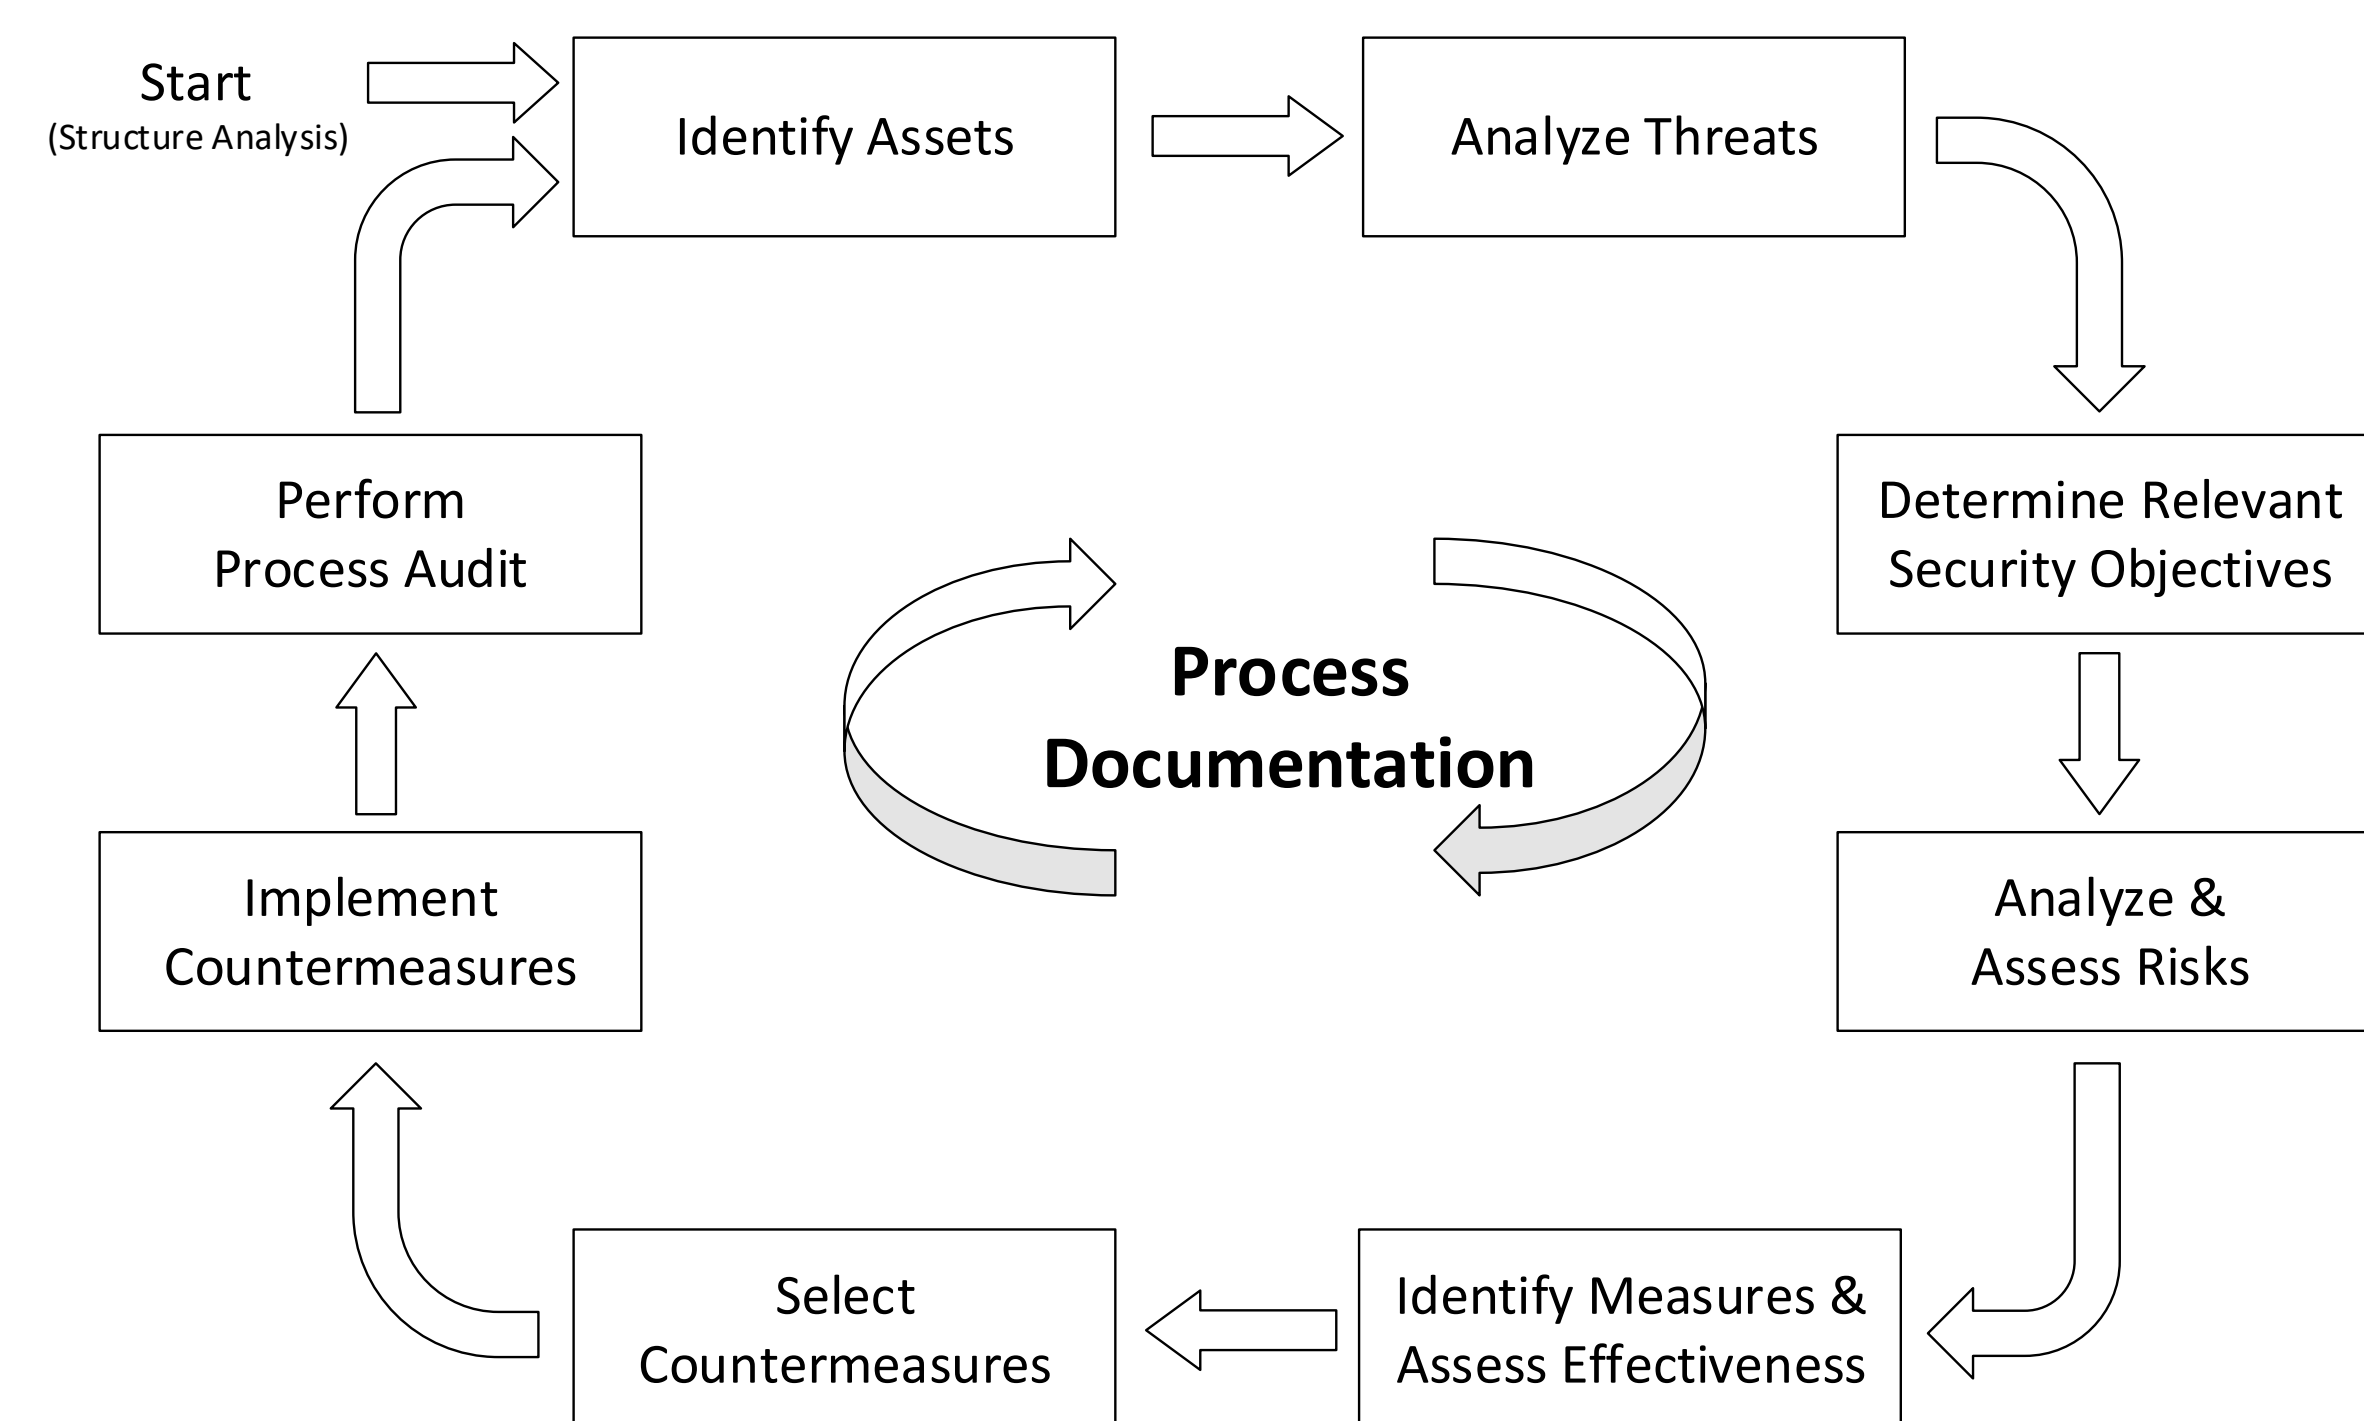 Start
(Structure Analysis)
Identify Assets
Analyze Threats
Determine Relevant
Security Objectives
Analyze &
Assess Risks
Identify Measures &
Assess Effectiveness
Select
Countermeasures
Implement
Countermeasures
Perform
Process Audit
Process
Documentation